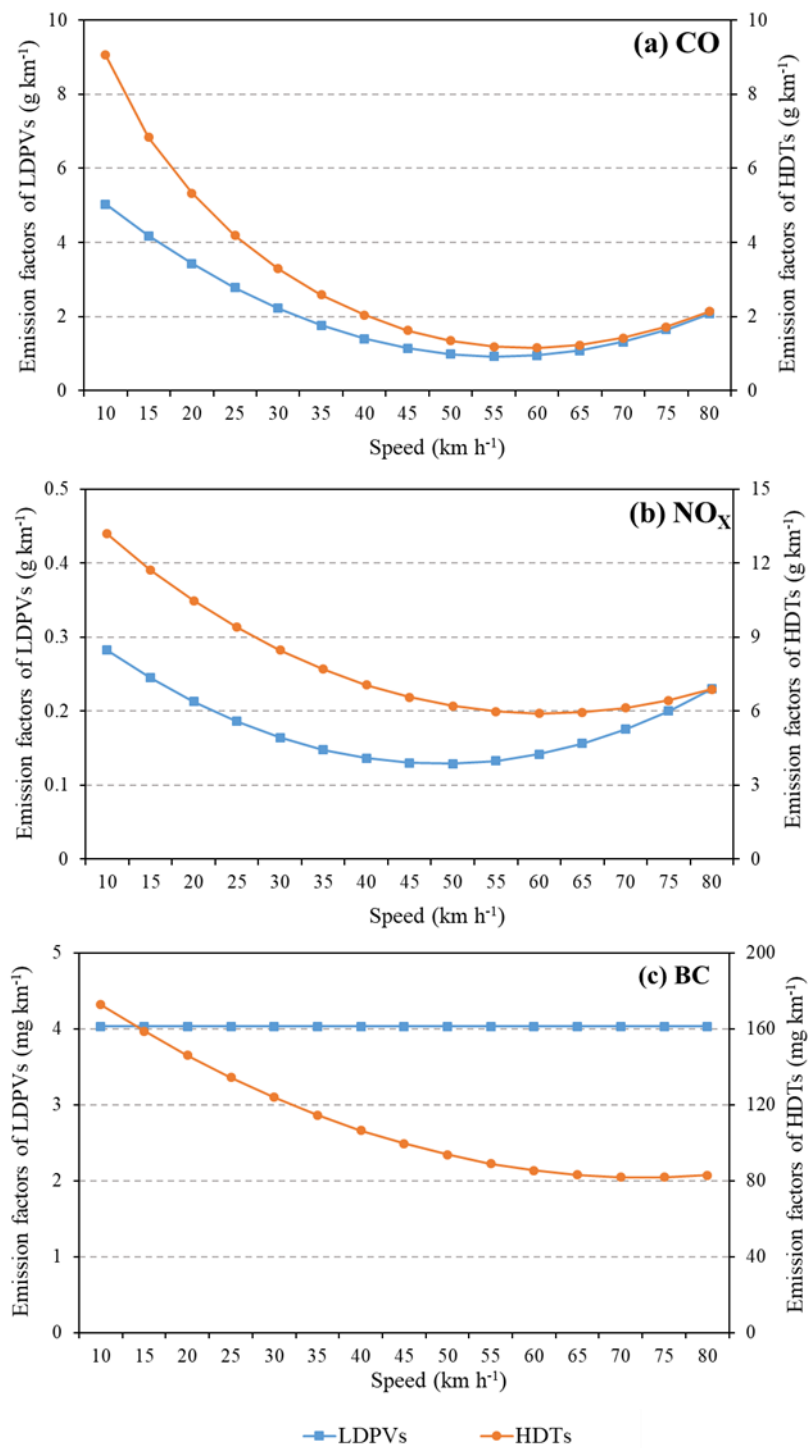 (a) CO
Emission factors of LDPVs (g km⁻¹)
10
8
6
4
2
0
10
8
6
4
2
0
Emission factors of HDTs (g km⁻¹)
10 15 20 25 30 35 40 45 50 55 60 65 70 75 80
Speed (km h⁻¹)
(b) NOX
Emission factors of LDPVs (g km⁻¹)
0.5
0.4
0.3
0.2
0.1
0
15
12
9
6
3
0
Emission factors of HDTs (g km⁻¹)
10 15 20 25 30 35 40 45 50 55 60 65 70 75 80
Speed (km h⁻¹)
(c) BC
Emission factors of LDPVs (mg km⁻¹)
5
4
3
2
1
0
200
160
120
80
40
0
Emission factors of HDTs (mg km⁻¹)
10 15 20 25 30 35 40 45 50 55 60 65 70 75 80
Speed (km h⁻¹)
LDPVs HDTs